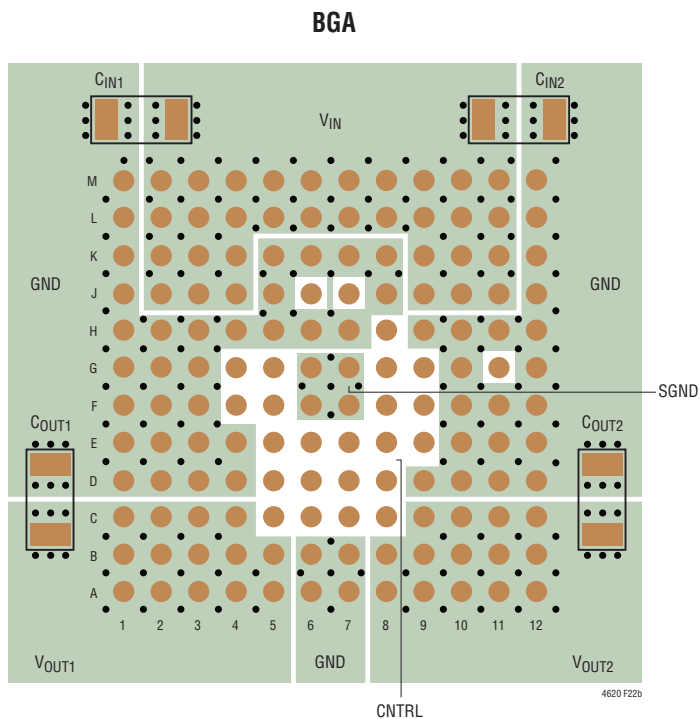 BGA
CIN1
CIN2
VIN
M
L
K
GND
GND
J
H
G
SGND
F
COUT1
COUT2
E
D
C
B
A
1 2 3 4 5 6 7 8 9 10 11 12
VOUT1
GND
VOUT2
4620 F22b
CNTRL